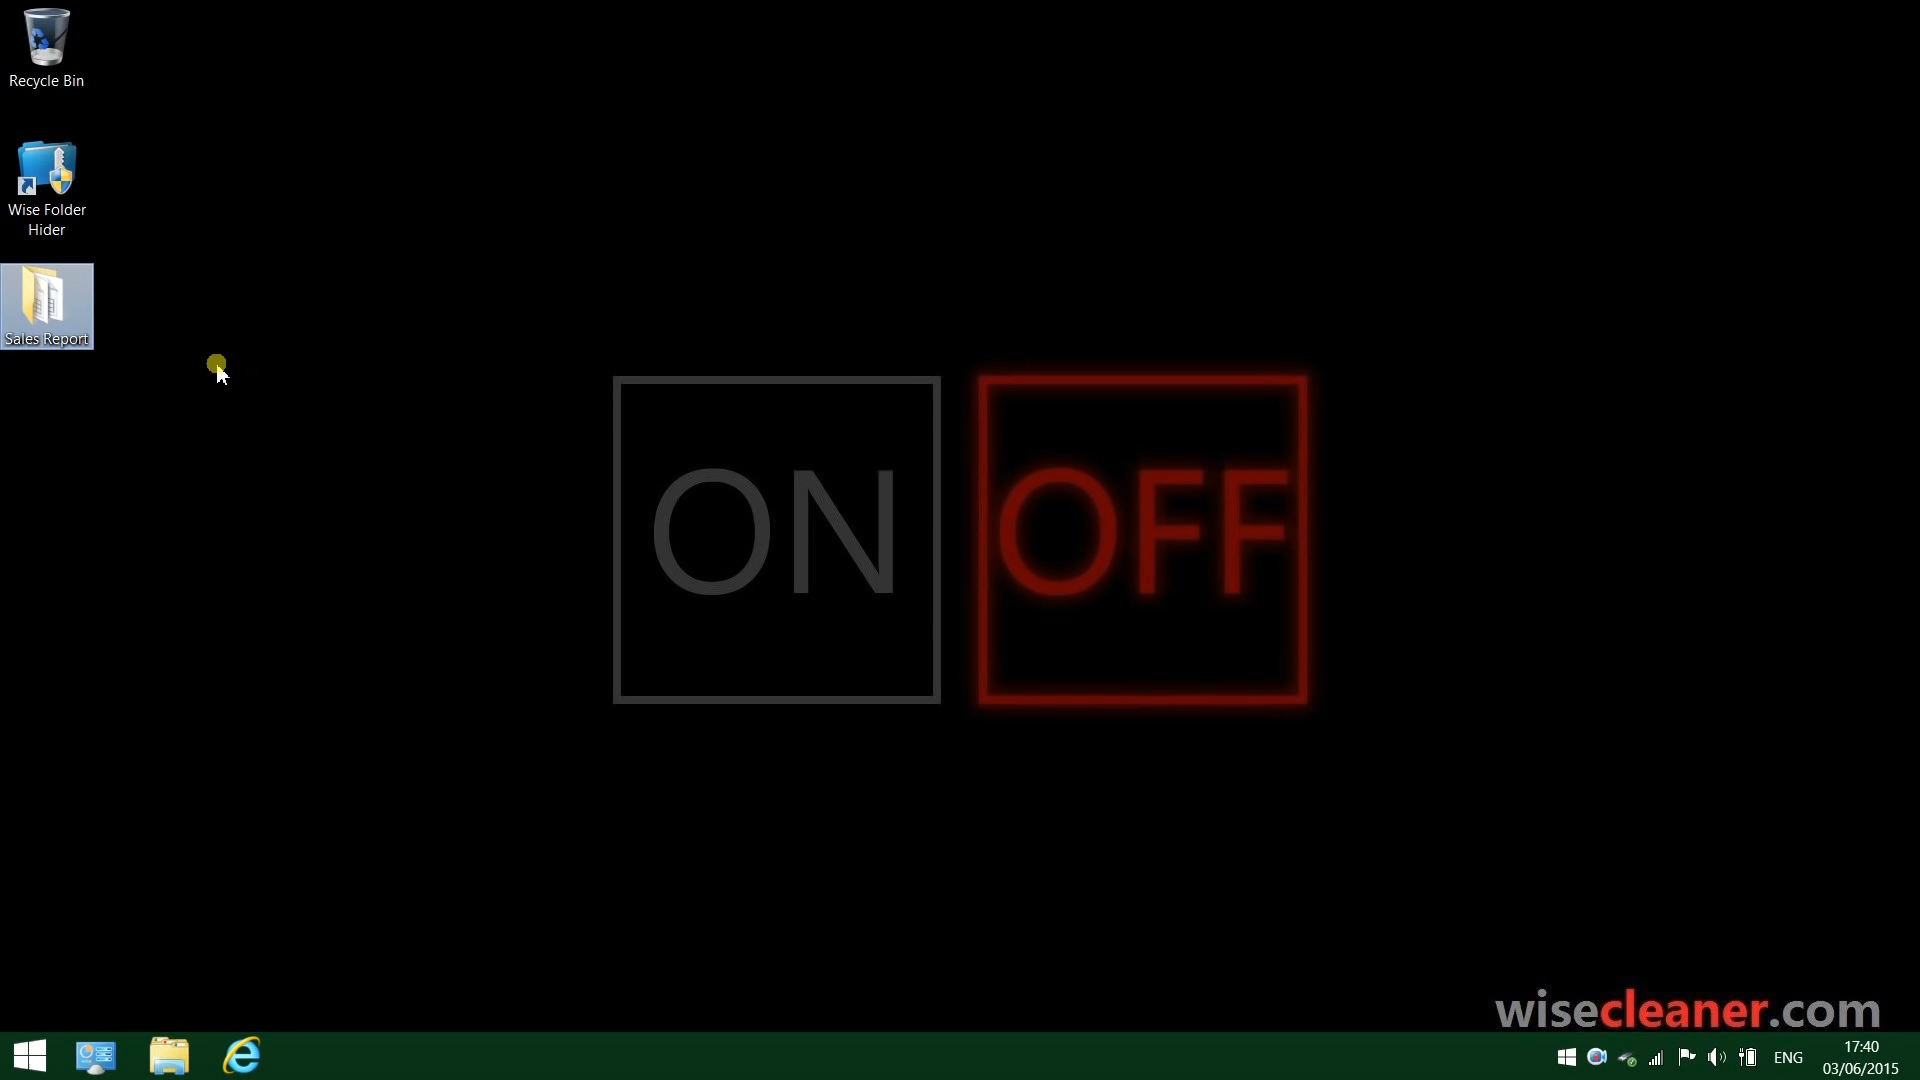 Recycle Bin
Wise Folder
Hider
Sales Report
ON
OFF
wisecleaner.com
ENG
17:40
03/06/2015